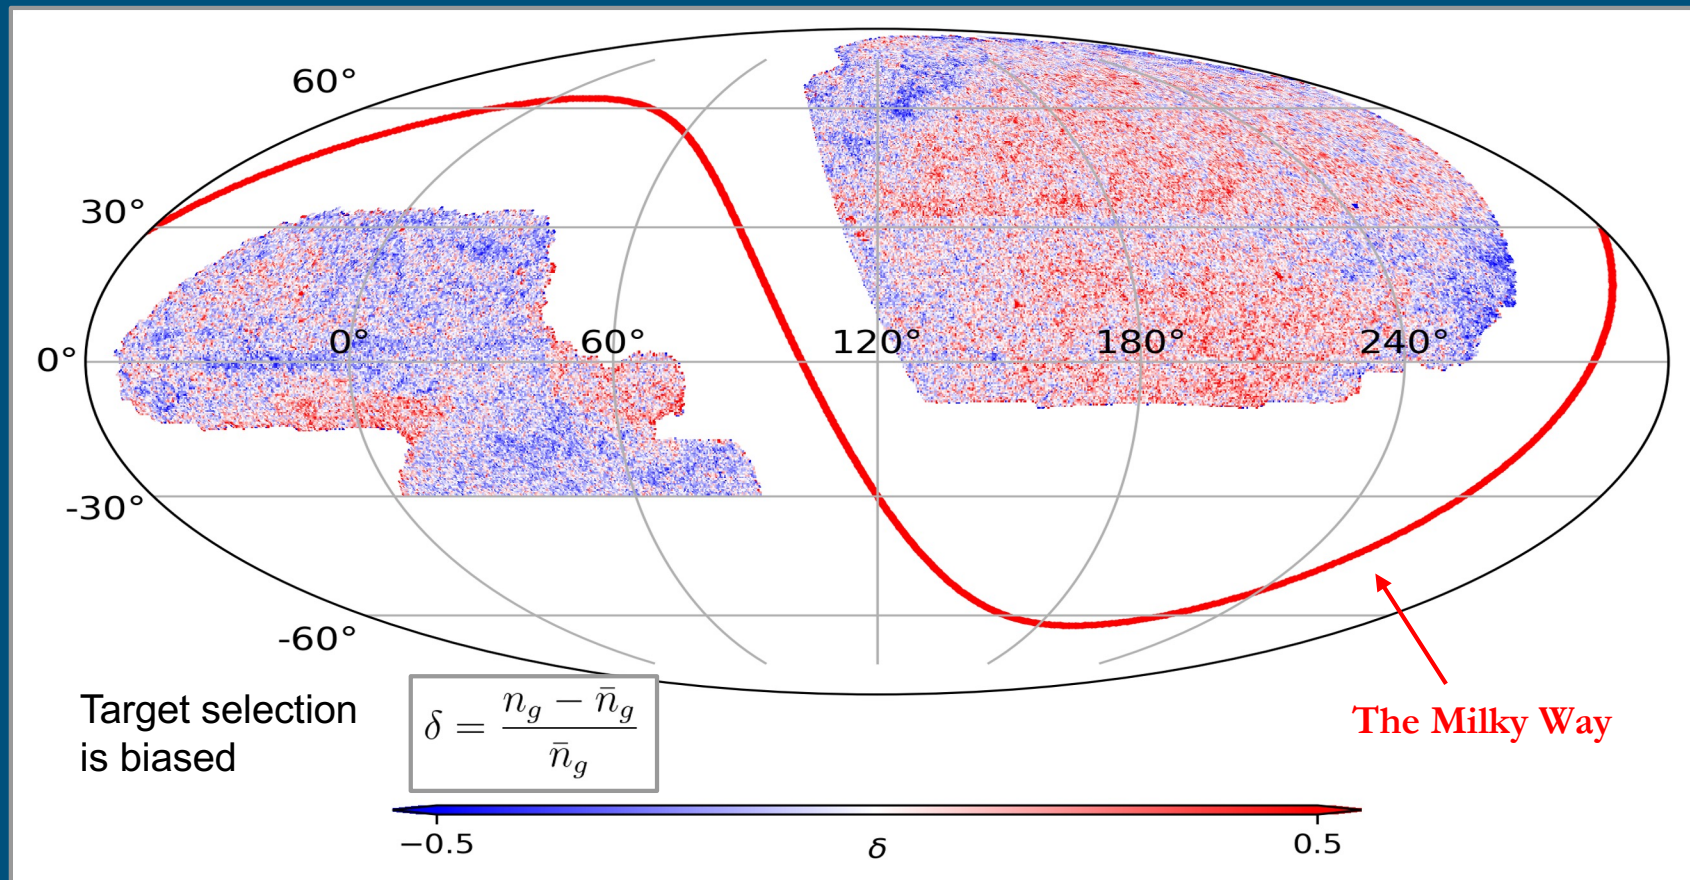 60°
30°
0°
-30°
-60°
0°
60°
120°
180°
240°
Target selection
is biased
δ = (n_g − n̄_g) / n̄_g
The Milky Way
−0.5
0.5
δ